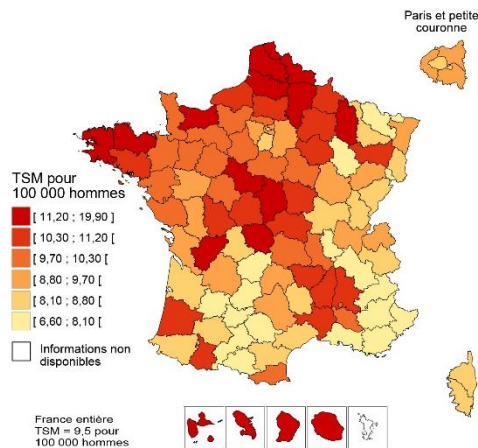 Paris et petite
couronne
TSM pour
100 000 hommes
[ 11,20 ; 19,90 [
[ 10,30 ; 11,20 [
[ 9,70 ; 10,30 [
[ 8,80 ; 9,70 [
[ 8,10 ; 8,80 [
[ 6,60 ; 8,10 [
Informations non
disponibles
France entière
TSM = 9,5 pour
100 000 hommes